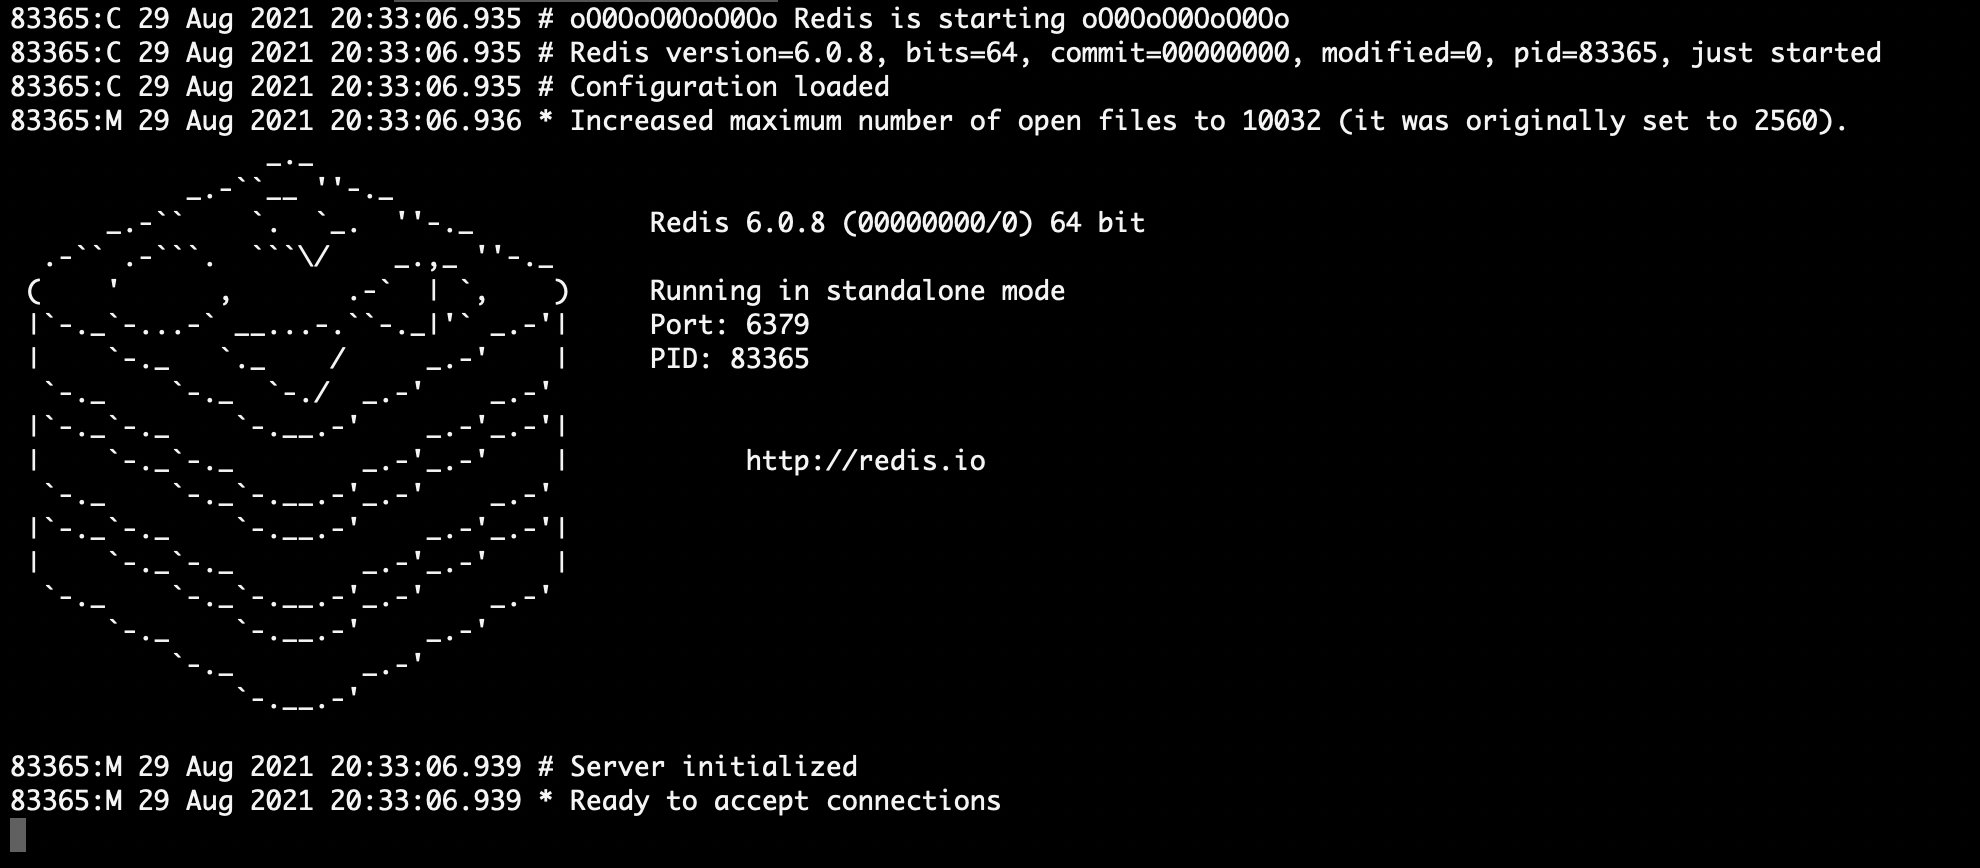 83365:C 29 Aug 2021 20:33:06.935 # oO0OoO0OoO0Oo Redis is starting oO0OoO0OoO0Oo
83365:C 29 Aug 2021 20:33:06.935 # Redis version=6.0.8, bits=64, commit=00000000, modified=0, pid=83365, just started
83365:C 29 Aug 2021 20:33:06.935 # Configuration loaded
83365:M 29 Aug 2021 20:33:06.936 * Increased maximum number of open files to 10032 (it was originally set to 2560).
Redis 6.0.8 (00000000/0) 64 bit
Running in standalone mode
Port: 6379
PID: 83365
http://redis.io
83365:M 29 Aug 2021 20:33:06.939 # Server initialized
83365:M 29 Aug 2021 20:33:06.939 * Ready to accept connections